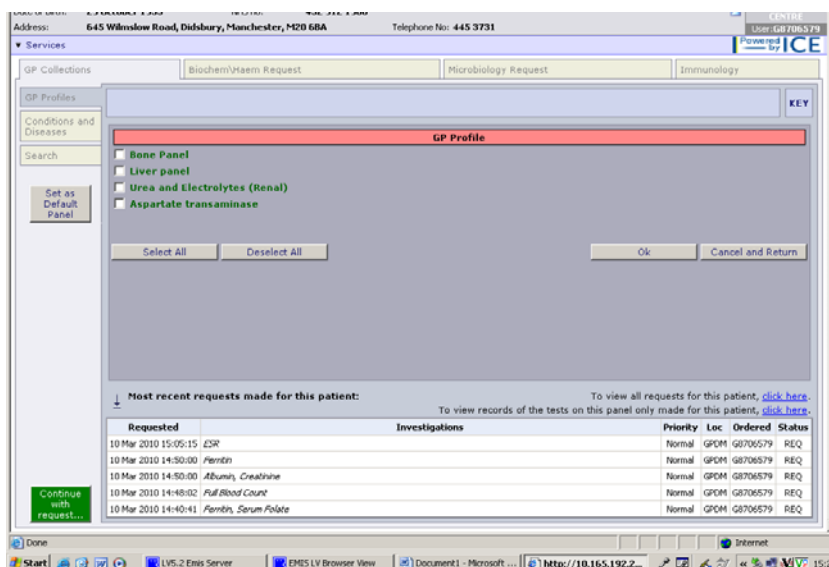 Address: 645 Wilmslow Road, Didsbury, Manchester, M20 6BA Telephone No: 445 3731
CENTRE
User:G8706579
Services
Powered by ICE
GP Collections Biochem\Haem Request Microbiology Request Immunology
GP Profiles
KEY
Conditions and Diseases
Search
Set as Default Panel
GP Profile
Bone Panel
Liver panel
Urea and Electrolytes (Renal)
Aspartate transaminase
Select All Deselect All Ok Cancel and Return
Most recent requests made for this patient:
To view all requests for this patient, click here.
To view records of the tests on this panel only made for this patient, click here.
Requested Investigations Priority Loc Ordered Status
10 Mar 2010 15:05:15 ESR Normal GPDM G8706579 REQ
10 Mar 2010 14:50:00 Ferritin Normal GPDM G8706579 REQ
10 Mar 2010 14:50:00 Albumin, Creatinine Normal GPDM G8706579 REQ
10 Mar 2010 14:48:02 Full Blood Count Normal GPDM G8706579 REQ
10 Mar 2010 14:40:41 Ferritin, Serum Folate Normal GPDM G8706579 REQ
Continue with request...
Done Internet
Start LV5.2 Emis Server EMIS LV Browser View Document1 - Microsoft ... http://10.165.192.2...